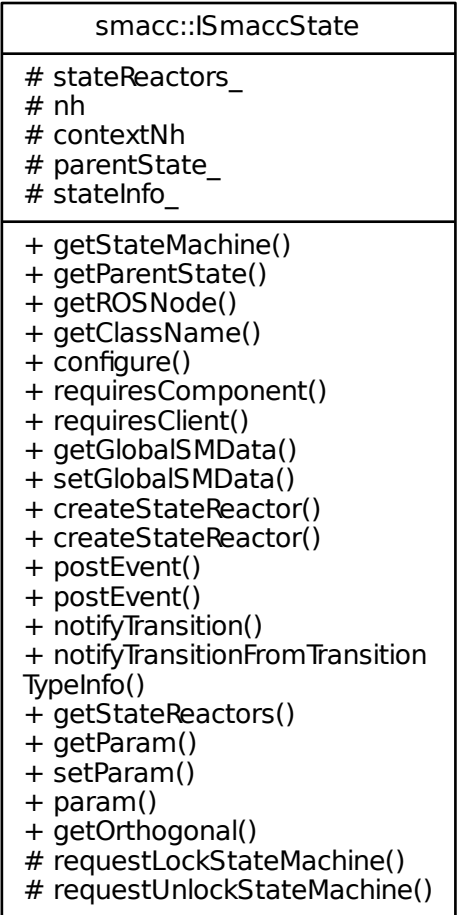 smacc::ISmaccState
# stateReactors_
# nh
# contextNh
# parentState_
# stateInfo_
+ getStateMachine()
+ getParentState()
+ getROSNode()
+ getClassName()
+ configure()
+ requiresComponent()
+ requiresClient()
+ getGlobalSMData()
+ setGlobalSMData()
+ createStateReactor()
+ createStateReactor()
+ postEvent()
+ postEvent()
+ notifyTransition()
+ notifyTransitionFromTransition
TypeInfo()
+ getStateReactors()
+ getParam()
+ setParam()
+ param()
+ getOrthogonal()
# requestLockStateMachine()
# requestUnlockStateMachine()